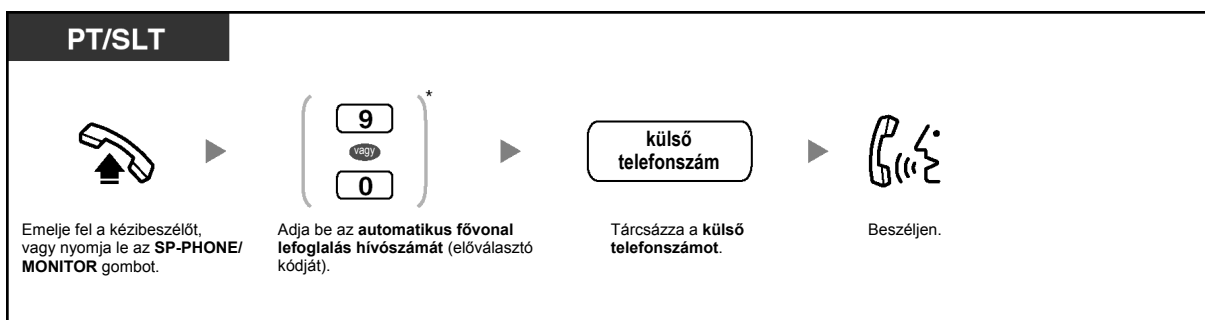 PT/SLT
*
9
vagy
0
külső
telefonszám
Emelje fel a kézibeszélőt,
vagy nyomja le az SP-PHONE/
MONITOR gombot.
Adja be az automatikus fővonal
lefoglalás hívószámát (előválasztó
kódját).
Tárcsázza a külső
telefonszámot.
Beszéljen.